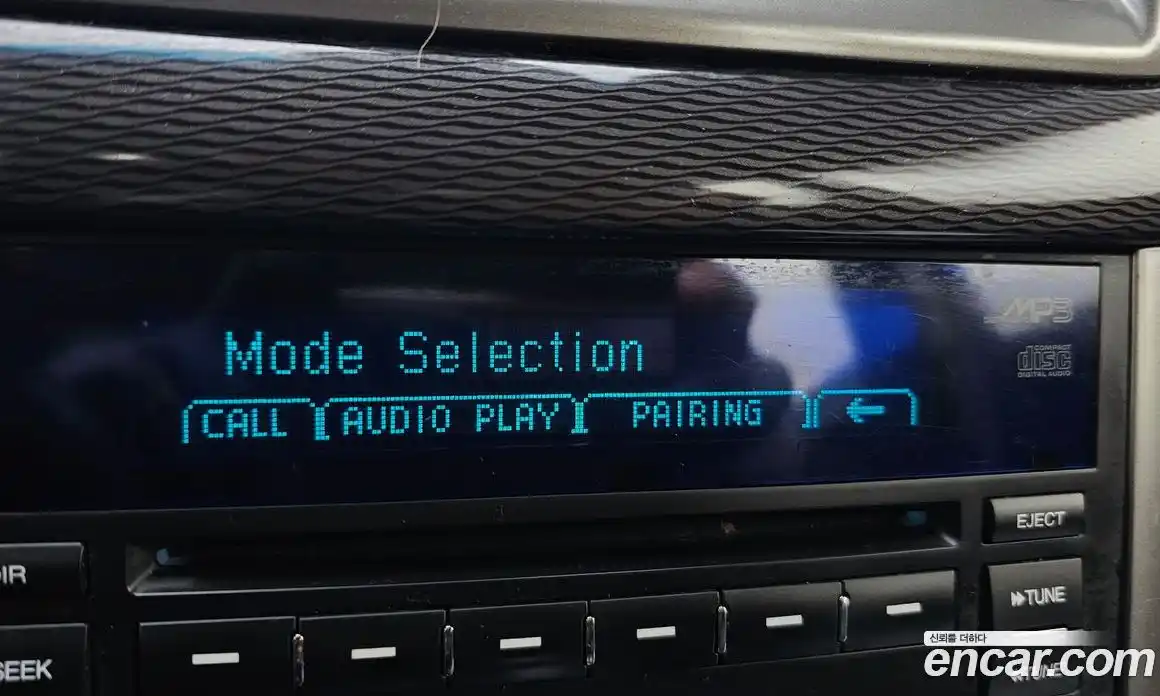 MP3
COMPACT
disc
DIGITAL AUDIO
Mode Selection
CALL AUDIO PLAY PAIRING ←
EJECT
DIR
TUNE
SEEK
TUNE
신뢰를 더하다
encar.com